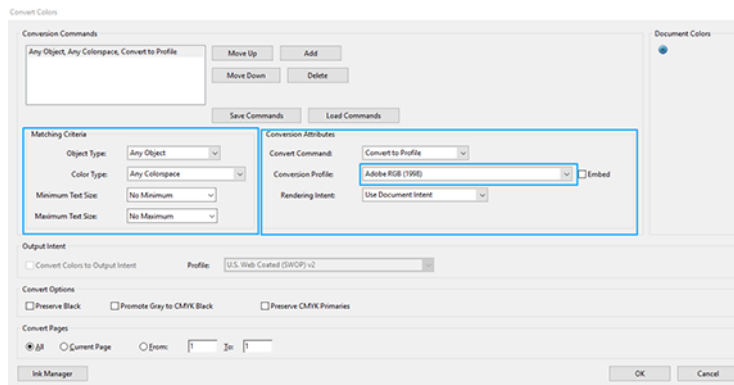 Convert Colors
Conversion Commands
Document Colors
Any Object, Any Colorspace, Convert to Profile
Move Up
Add
Move Down
Delete
Save Commands
Load Commands
Matching Criteria
Conversion Attributes
Object Type: Any Object
Convert Command: Convert to Profile
Color Type: Any Colorspace
Conversion Profile: Adobe RGB (1998)
Embed
Minimum Text Size: No Minimum
Rendering Intent: Use Document Intent
Maximum Text Size: No Maximum
Output Intent
Convert Colors to Output Intent
Profile: U.S. Web Coated (SWOP) v2
Convert Options
Preserve Black
Promote Gray to CMYK Black
Preserve CMYK Primaries
Convert Pages
All
Current Page
From: 1 To: 1
Ink Manager
OK
Cancel